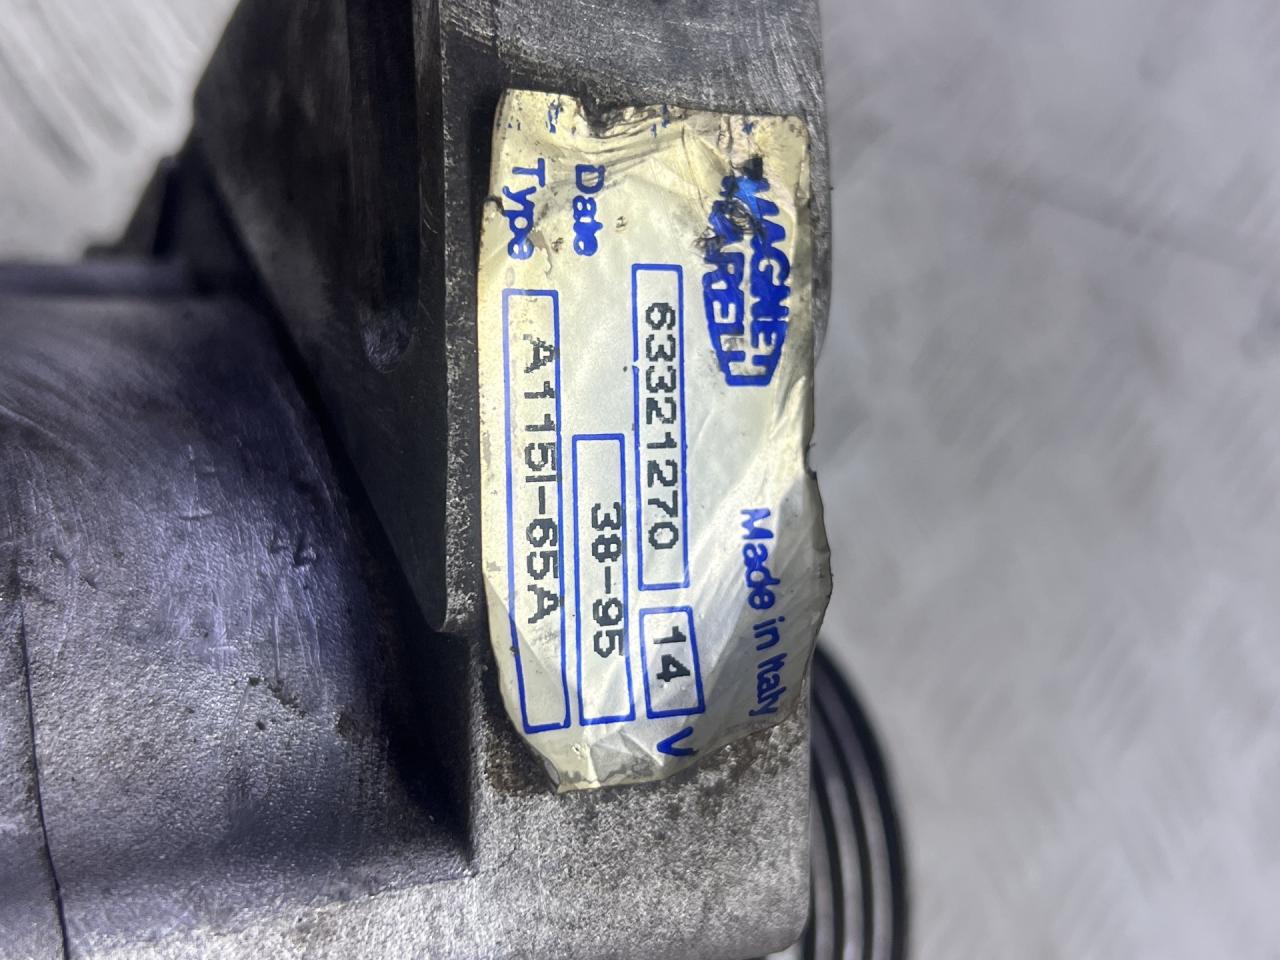 MAGNETI
MARELLI
Made in Italy
63321270 14 V
Date 38-95
Type A115I-65A